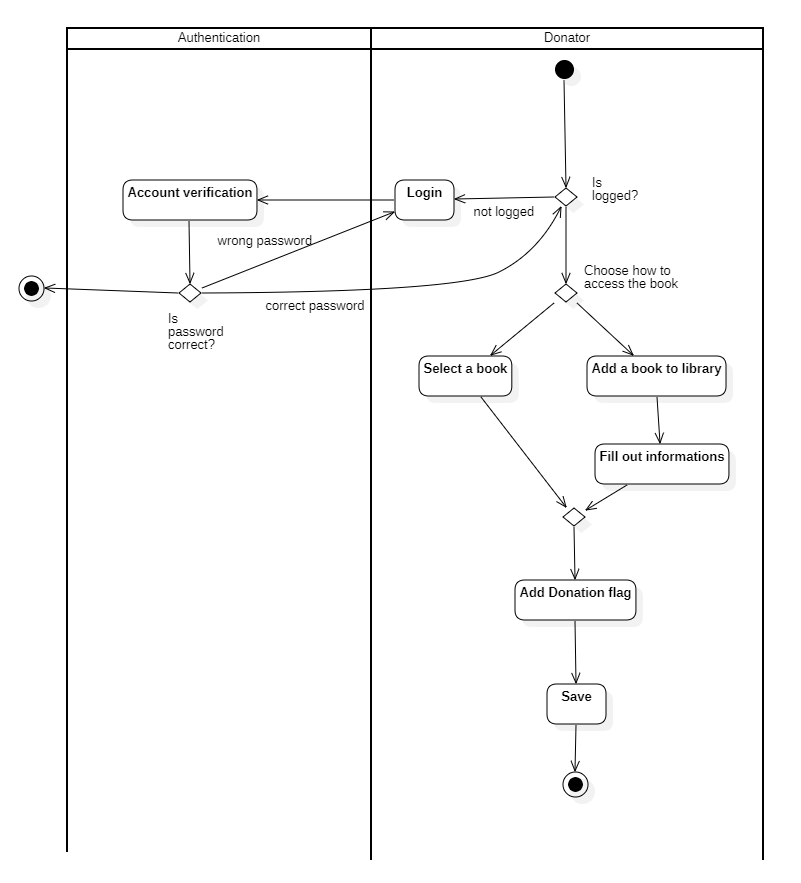 Authentication
Donator
Account verification
Login
Is
logged?
not logged
wrong password
correct password
Is
password
correct?
Choose how to
access the book
Select a book
Add a book to library
Fill out informations
Add Donation flag
Save